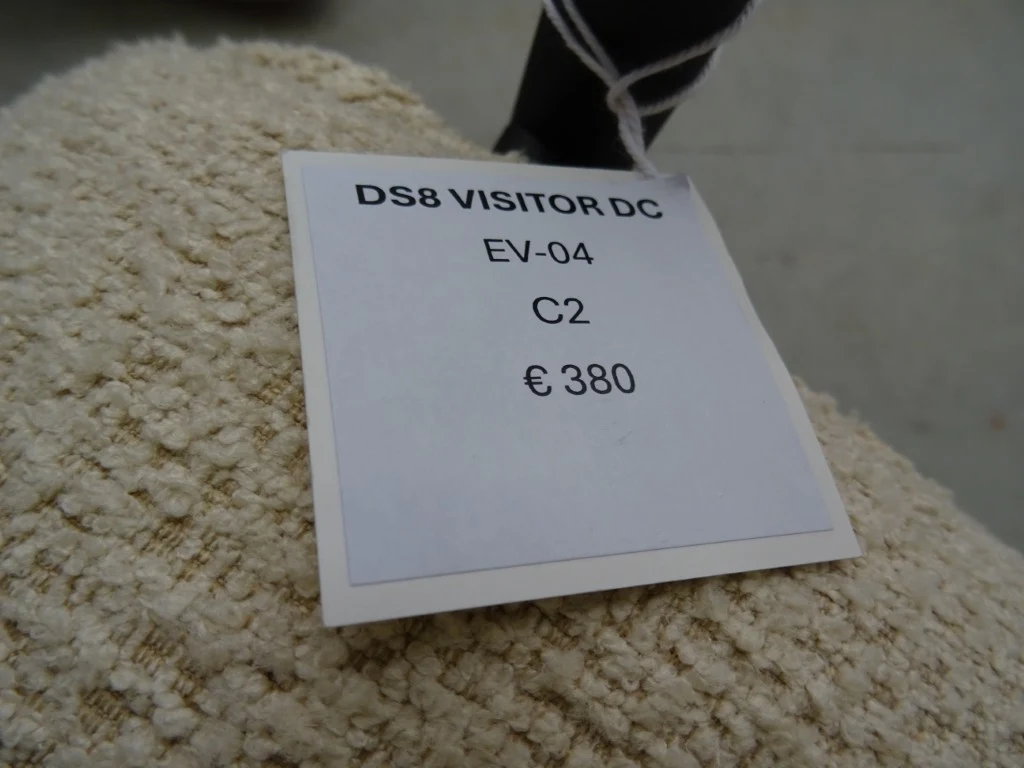 DS8 VISITOR DC
EV-04
C2
€ 380